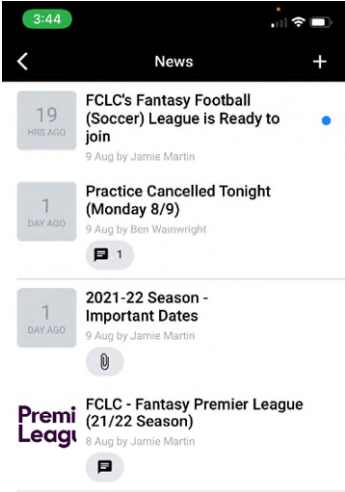 3:44
News
+
19
HRS AGO
FCLC's Fantasy Football
(Soccer) League is Ready to
join
9 Aug by Jamie Martin
1
DAY AGO
Practice Cancelled Tonight
(Monday 8/9)
9 Aug by Ben Wainwright
1
1
DAY AGO
2021-22 Season -
Important Dates
9 Aug by Jamie Martin
Premi
Leagu
FCLC - Fantasy Premier League
(21/22 Season)
8 Aug by Jamie Martin